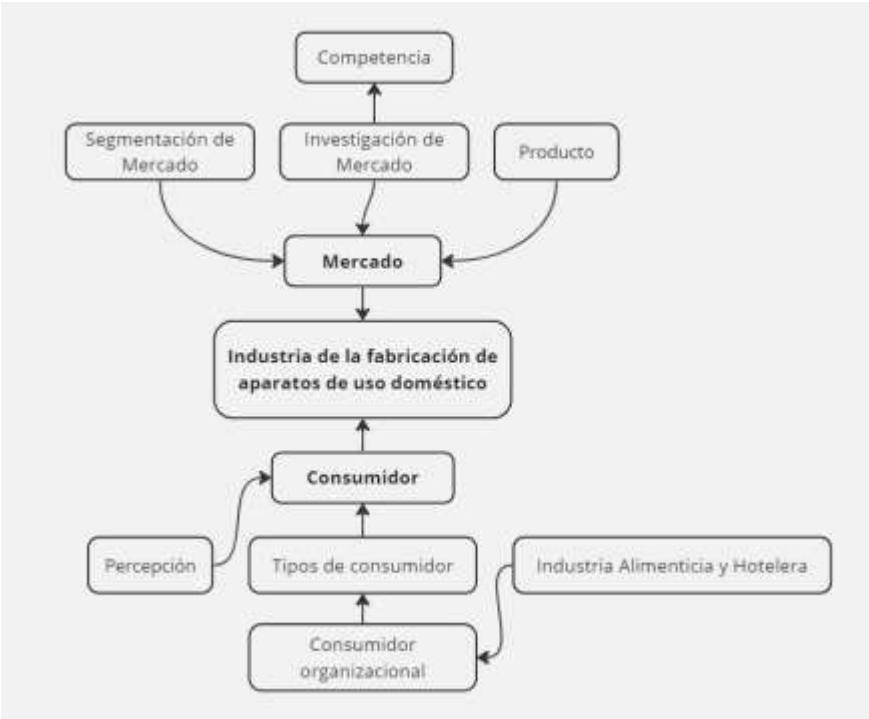 Competencia
Segmentación de
Mercado
Investigación de
Mercado
Producto
Mercado
Industria de la fabricación de
aparatos de uso doméstico
Consumidor
Percepción
Tipos de consumidor
Industria Alimenticia y Hotelera
Consumidor
organizacional